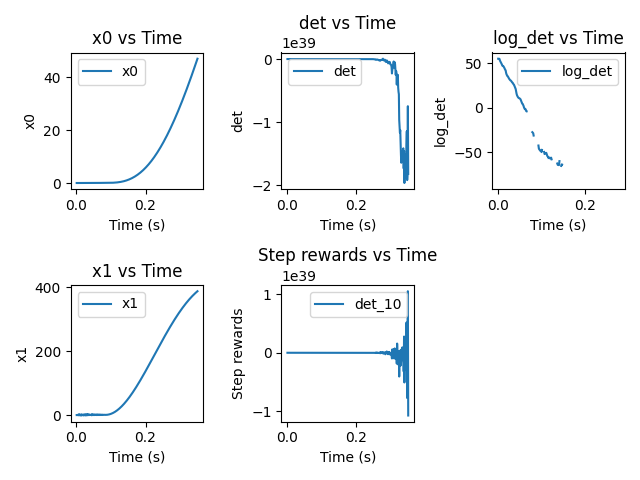 x0 vs Time
x0
40
20
0
x0
0.0
0.2
Time (s)
det vs Time
1e39
det
0
−1
−2
det
0.0
0.2
Time (s)
log_det vs Time
log_det
50
0
−50
log_det
0.0
0.2
Time (s)
x1 vs Time
x1
400
200
0
x1
0.0
0.2
Time (s)
Step rewards vs Time
1e39
det_10
1
0
−1
Step rewards
0.0
0.2
Time (s)